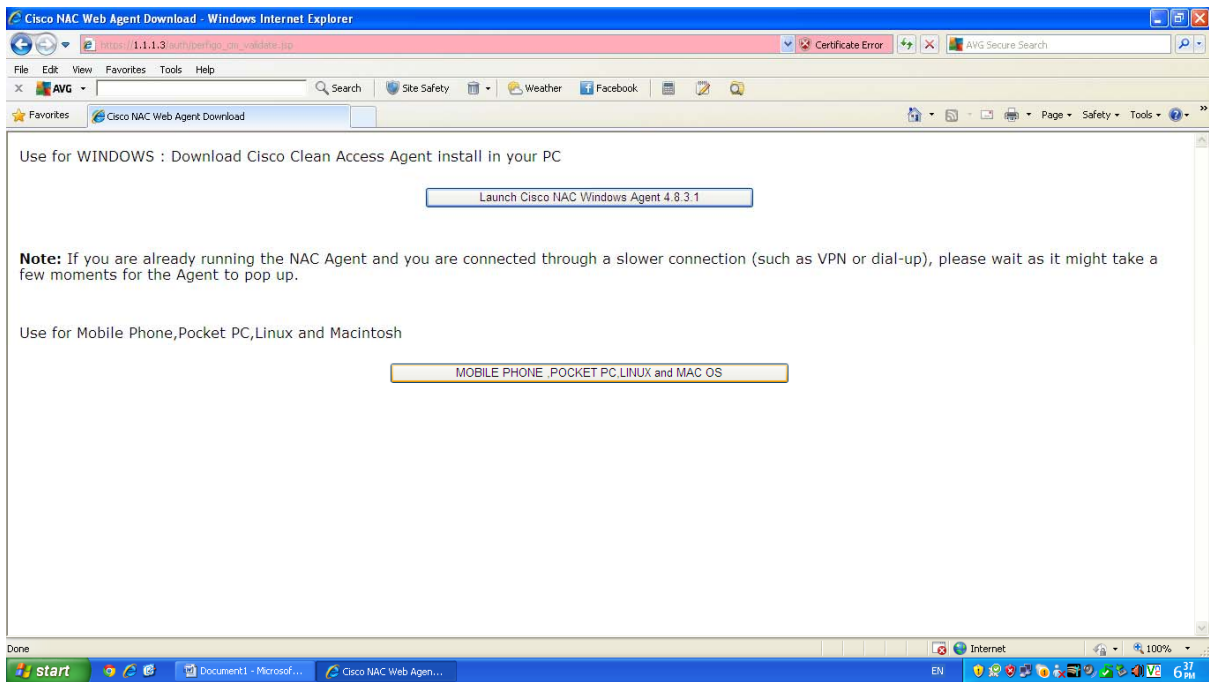 Cisco NAC Web Agent Download - Windows Internet Explorer
https://1.1.1.3/auth/perfigo_cm_validate.jsp
Certificate Error
AVG Secure Search
File Edit View Favorites Tools Help
X AVG Search Site Safety Weather Facebook
Favorites Cisco NAC Web Agent Download Page Safety Tools
Use for WINDOWS : Download Cisco Clean Access Agent install in your PC
Launch Cisco NAC Windows Agent 4.8.3.1
Note: If you are already running the NAC Agent and you are connected through a slower connection (such as VPN or dial-up), please wait as it might take a
few moments for the Agent to pop up.
Use for Mobile Phone,Pocket PC,Linux and Macintosh
MOBILE PHONE ,POCKET PC,LINUX and MAC OS
Done Internet 100%
start Document1 - Microsof... Cisco NAC Web Agen... EN V2 6 37 PM